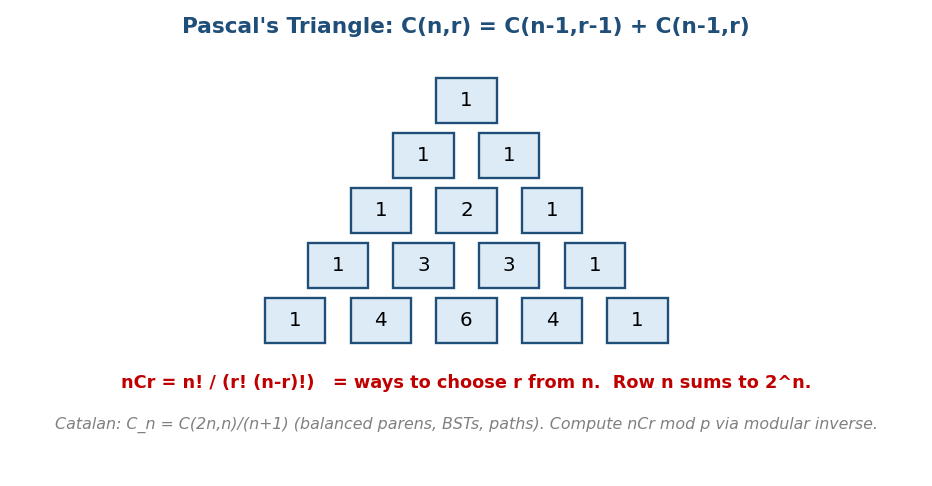 Pascal's Triangle: C(n,r) = C(n-1,r-1) + C(n-1,r)
1
1 1
1 2 1
1 3 3 1
1 4 6 4 1
nCr = n! / (r! (n-r)!)   = ways to choose r from n.  Row n sums to 2^n.
Catalan: C_n = C(2n,n)/(n+1) (balanced parens, BSTs, paths). Compute nCr mod p via modular inverse.